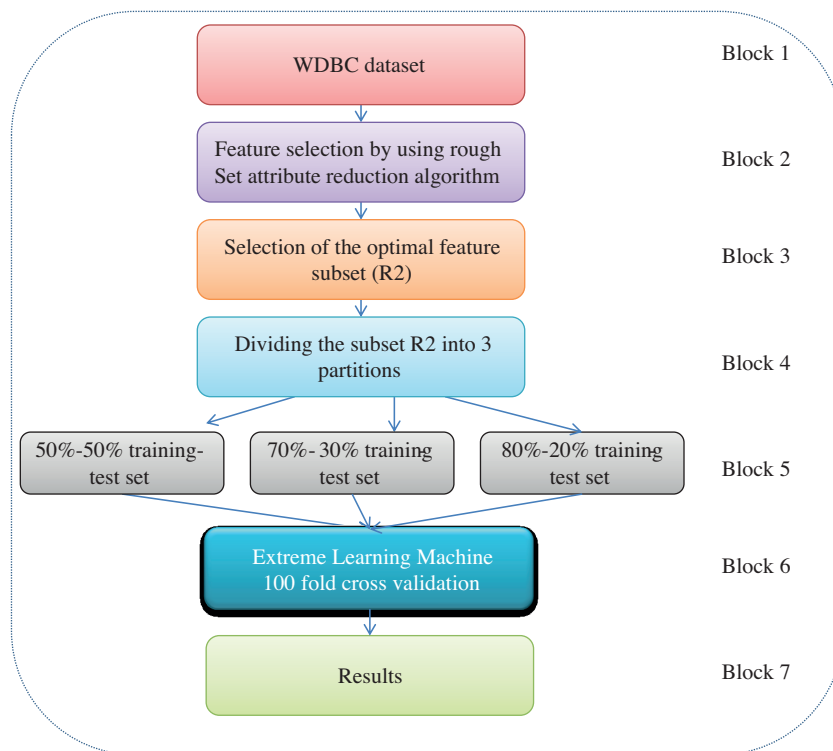 WDBC dataset
Block 1
Feature selection by using rough
Set attribute reduction algorithm
Block 2
Selection of the optimal feature
subset (R2)
Block 3
Dividing the subset R2 into 3
partitions
Block 4
50%-50% training-
test set
70%-30% training-
test set
80%-20% training-
test set
Block 5
Extreme Learning Machine
100 fold cross validation
Block 6
Results
Block 7